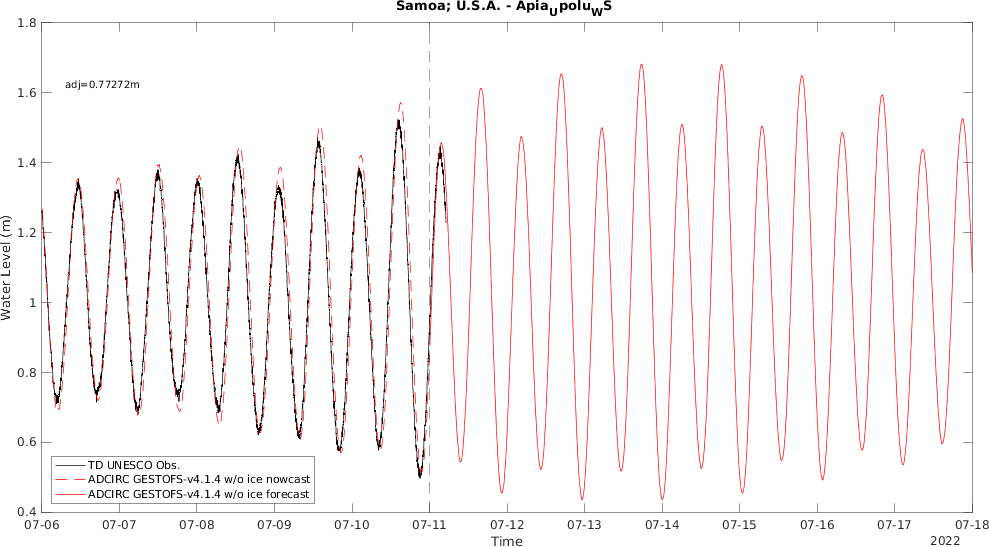 Samoa; U.S.A. - ApiaUpoluWS
1.8
1.6
1.4
1.2
1
0.8
0.6
0.4
Water Level (m)
adj=0.77272m
TD UNESCO Obs.
ADCIRC GESTOFS-v4.1.4 w/o ice nowcast
ADCIRC GESTOFS-v4.1.4 w/o ice forecast
07-06 07-07 07-08 07-09 07-10 07-11 07-12 07-13 07-14 07-15 07-16 07-17 07-18
Time
2022